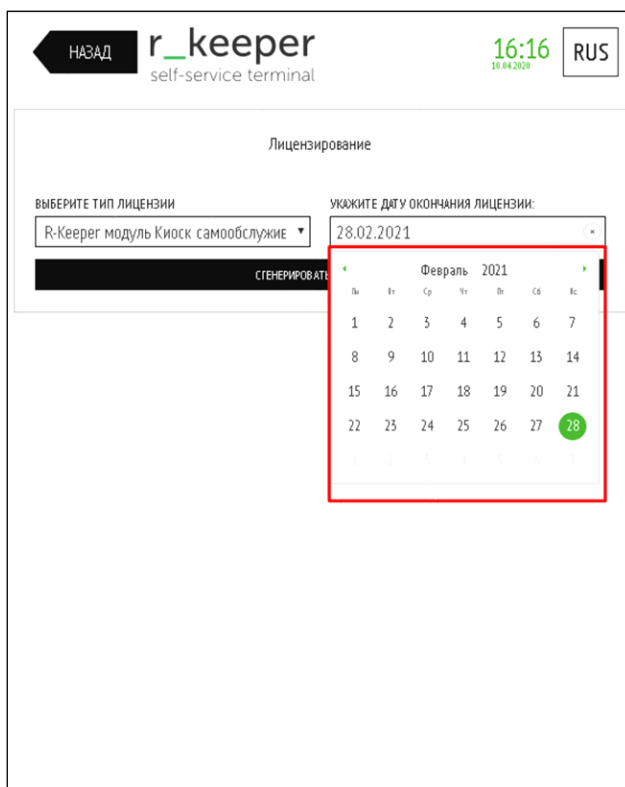 НАЗАД
r_keeper
self-service terminal
16:16
10.04.2020
RUS
Лицензирование
ВЫБЕРИТЕ ТИП ЛИЦЕНЗИИ
R-Keeper модуль Киоск самообслужие
УКАЖИТЕ ДАТУ ОКОНЧАНИЯ ЛИЦЕНЗИИ:
28.02.2021
СГЕНЕРИРОВАТЬ
Февраль 2021
Пн Вт Ср Чт Пт Сб Вс
1 2 3 4 5 6 7
8 9 10 11 12 13 14
15 16 17 18 19 20 21
22 23 24 25 26 27 28
1 2 3 4 5 6 7